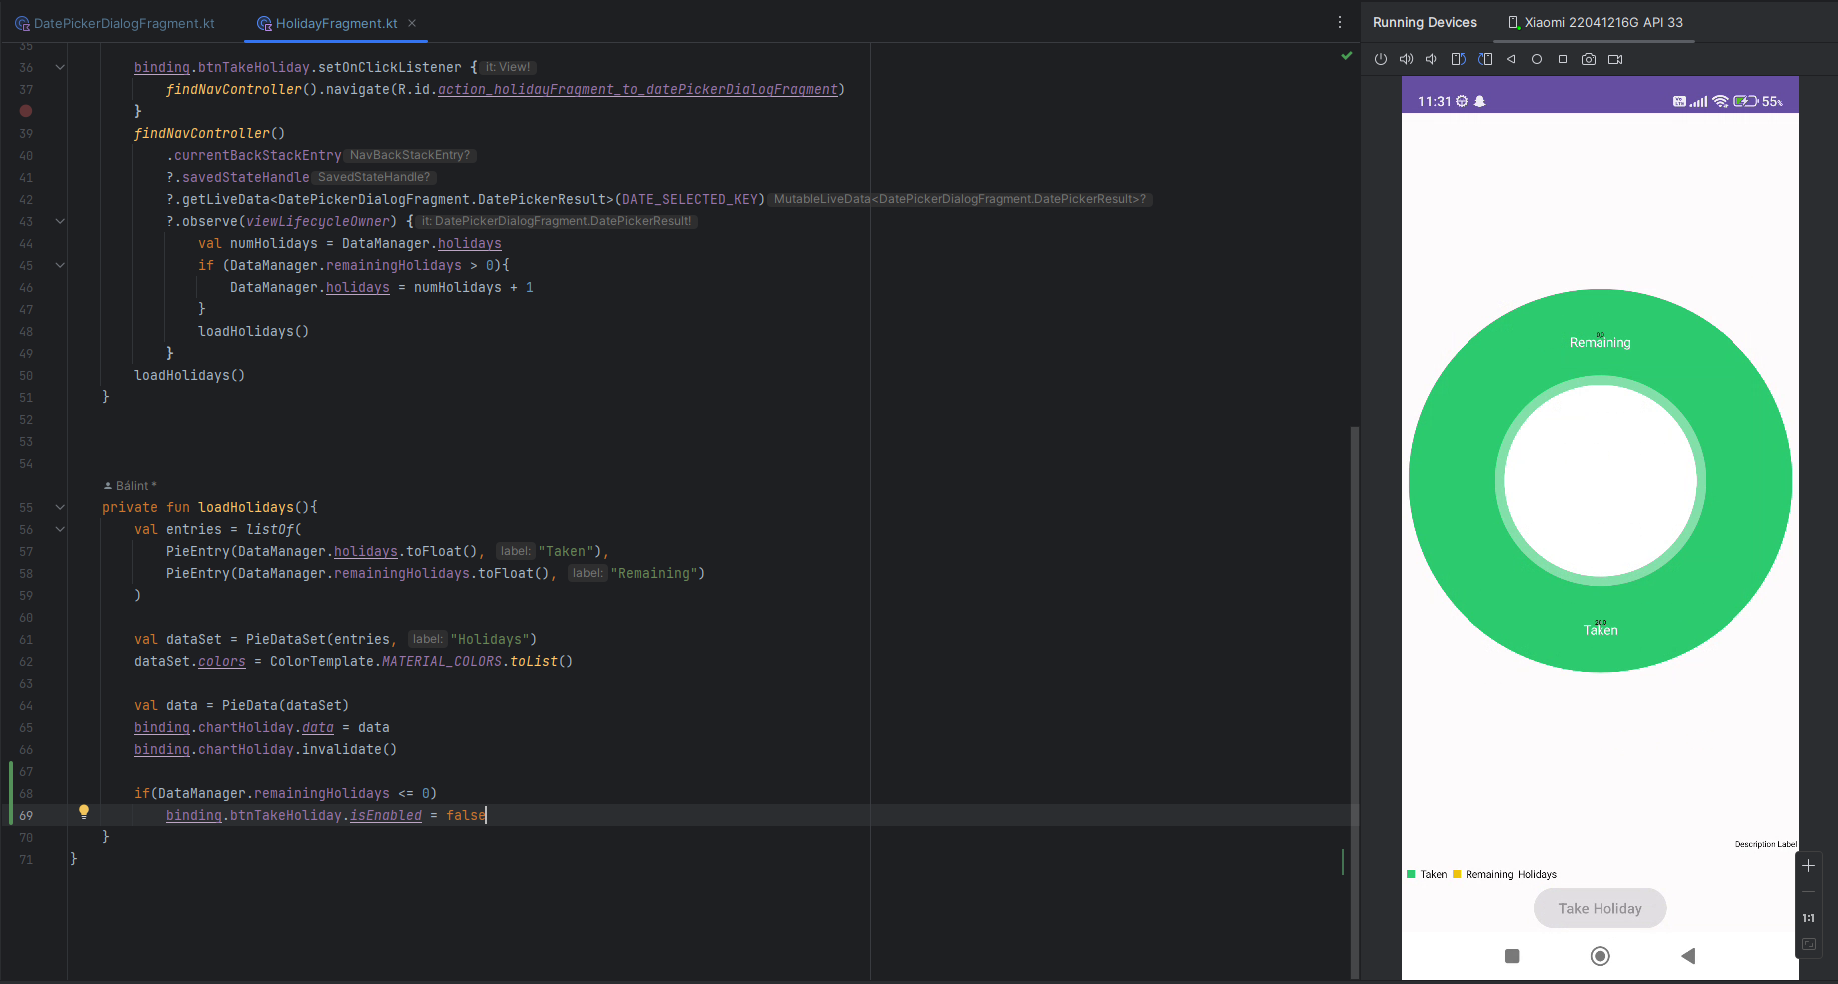 DatePickerDialogFragment.kt
HolidayFragment.kt
Running Devices
Xiaomi 22041216G API 33
35
36 binding.btnTakeHoliday.setOnClickListener { it: View!
37 findNavController().navigate(R.id.action_holidayFragment_to_datePickerDialogFragment)
}
39 findNavController()
40 .currentBackStackEntry NavBackStackEntry?
41 ?.savedStateHandle SavedStateHandle?
42 ?.getLiveData<DatePickerDialogFragment.DatePickerResult>(DATE_SELECTED_KEY) MutableLiveData<DatePickerDialogFragment.DatePickerResult>?
43 ?.observe(viewLifecycleOwner) { it: DatePickerDialogFragment.DatePickerResult!
44 val numHolidays = DataManager.holidays
45 if (DataManager.remainingHolidays > 0){
46 DataManager.holidays = numHolidays + 1
47 }
48 loadHolidays()
49 }
50 loadHolidays()
51 }
52
53
54
Bálint *
55 private fun loadHolidays(){
56 val entries = listOf(
57 PieEntry(DataManager.holidays.toFloat(), label: "Taken"),
58 PieEntry(DataManager.remainingHolidays.toFloat(), label: "Remaining")
59 )
60
61 val dataSet = PieDataSet(entries, label: "Holidays")
62 dataSet.colors = ColorTemplate.MATERIAL_COLORS.toList()
63
64 val data = PieData(dataSet)
65 binding.chartHoliday.data = data
66 binding.chartHoliday.invalidate()
67
68 if(DataManager.remainingHolidays <= 0)
69 binding.btnTakeHoliday.isEnabled = false
70 }
71 }
11:31
55%
Remaining
Taken
Description Label
Taken Remaining Holidays
Take Holiday
1:1